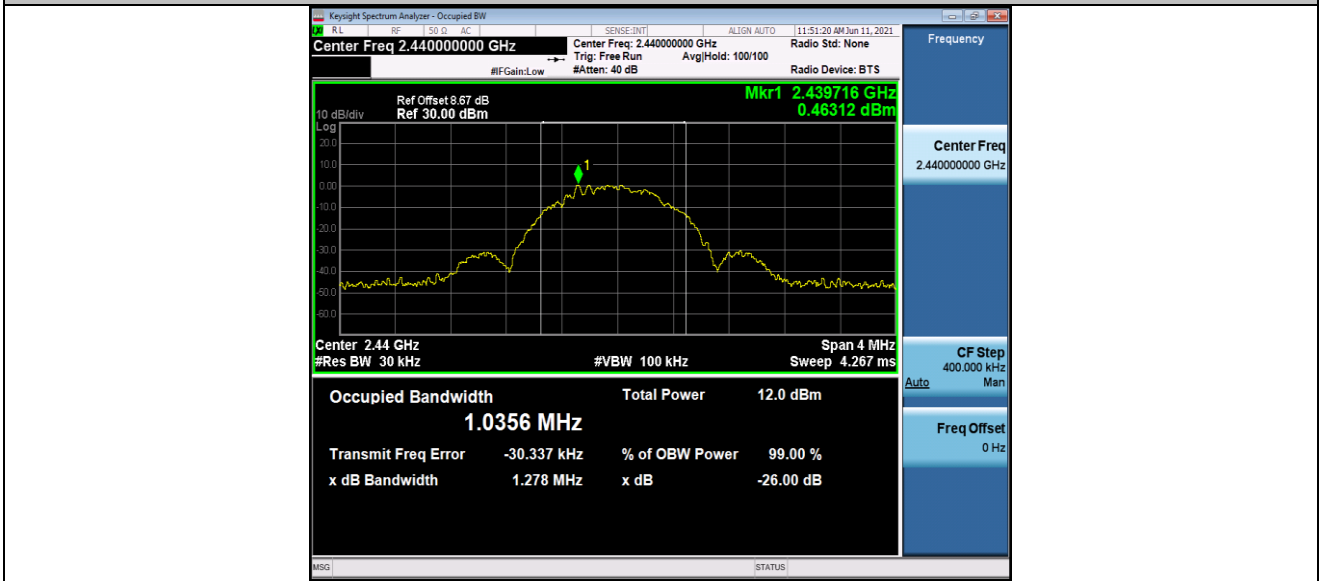 Keysight Spectrum Analyzer - Occupied BW
RL RF 50 Ω AC SENSE:INT ALIGN AUTO 11:51:20 AM Jun 11, 2021
Center Freq 2.440000000 GHz Center Freq: 2.440000000 GHz Radio Std: None
Trig: Free Run Avg|Hold: 100/100
#IFGain:Low #Atten: 40 dB Radio Device: BTS
Frequency
Mkr1 2.439716 GHz
0.46312 dBm
Ref Offset 8.67 dB
10 dB/div Ref 30.00 dBm
Log
20.0
10.0
0.00
-10.0
-20.0
-30.0
-40.0
-50.0
-60.0
1
Center 2.44 GHz Span 4 MHz
#Res BW 30 kHz #VBW 100 kHz Sweep 4.267 ms
Center Freq
2.440000000 GHz
CF Step
400.000 kHz
Auto Man
Freq Offset
0 Hz
Occupied Bandwidth Total Power 12.0 dBm
1.0356 MHz
Transmit Freq Error -30.337 kHz % of OBW Power 99.00 %
x dB Bandwidth 1.278 MHz x dB -26.00 dB
MSG STATUS